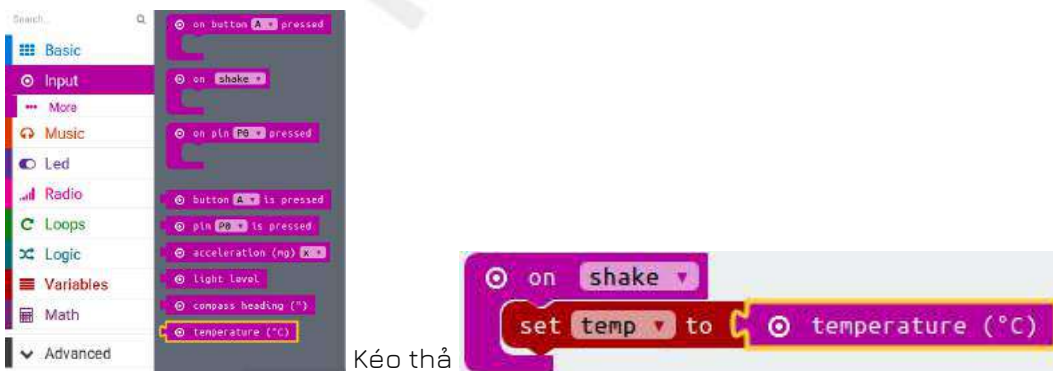 Search...
Basic
Input
More
Music
Led
Radio
Loops
Logic
Variables
Math
Advanced
on button A pressed
on shake
on pin P0 pressed
button A is pressed
pin P0 is pressed
acceleration (mg) x
light level
compass heading (°)
temperature (°C)
Kéo thả
on shake
set temp to temperature (°C)